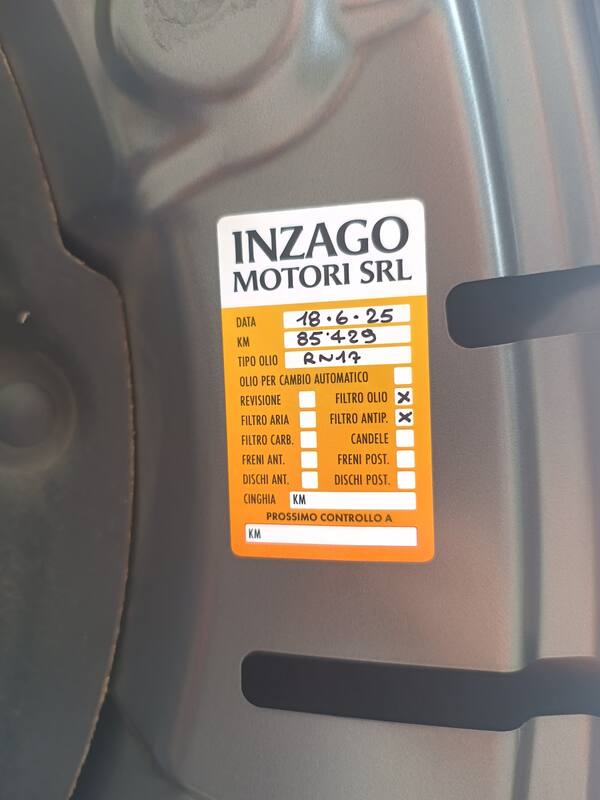 INZAGO
MOTORI SRL
DATA 18.6.25
KM 85'429
TIPO OLIO RN17
OLIO PER CAMBIO AUTOMATICO
REVISIONE FILTRO OLIO X
FILTRO ARIA FILTRO ANTIP. X
FILTRO CARB. CANDELE
FRENI ANT. FRENI POST.
DISCHI ANT. DISCHI POST.
CINGHIA KM
PROSSIMO CONTROLLO A
KM